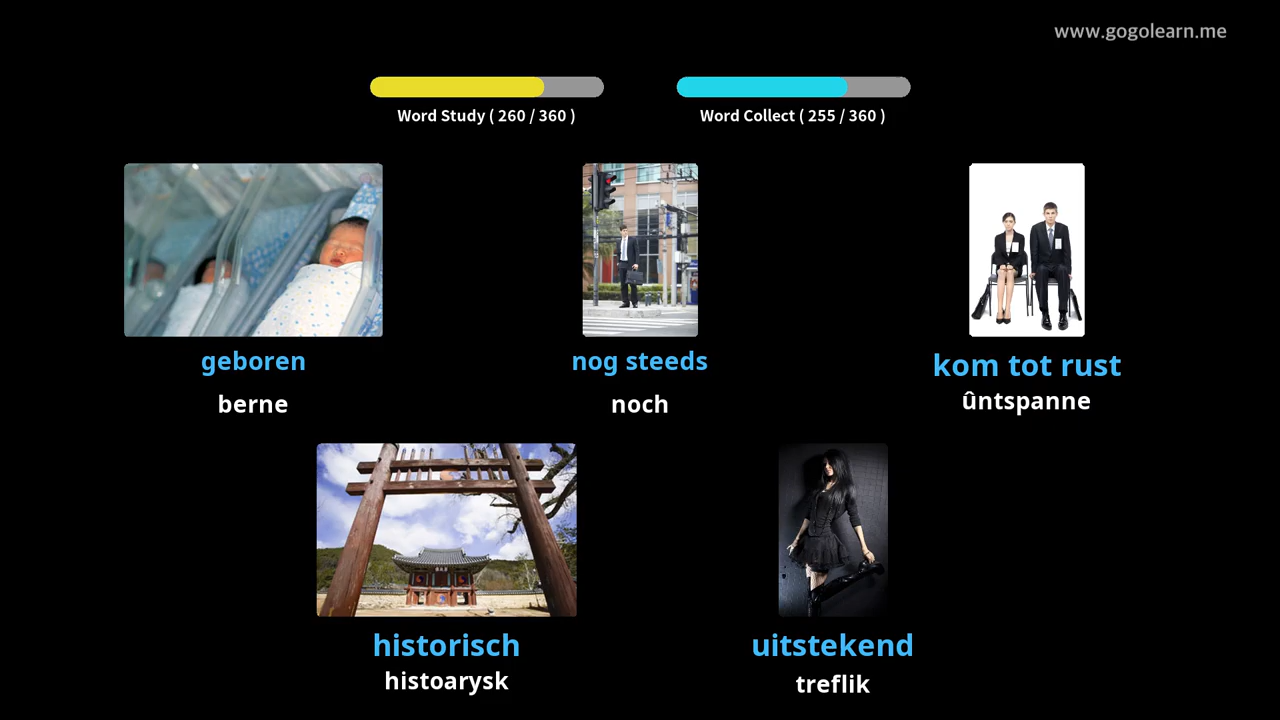 www.gogolearn.me
Word Study ( 260 / 360 )
Word Collect ( 255 / 360 )
geboren
berne
nog steeds
noch
kom tot rust
ûntspanne
historisch
histoarysk
uitstekend
treflik